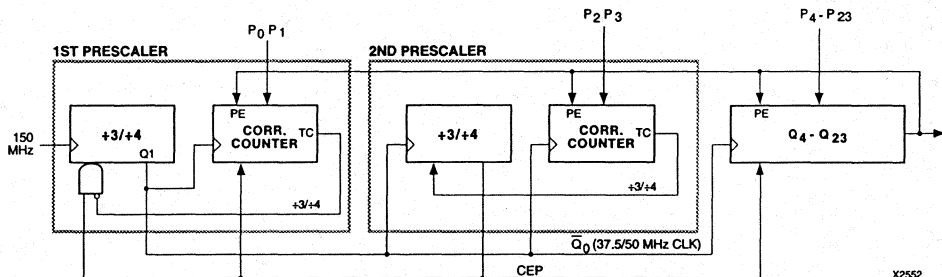 P0 P1
P2 P3
P4 - P23
1ST PRESCALER
2ND PRESCALER
150
MHz
+3/+4
Q1
PE
CORR.
COUNTER
TC
+3/+4
+3/+4
PE
CORR.
COUNTER
TC
+3/+4
PE
Q4 - Q23
Q̅0 (37.5/50 MHz CLK)
CEP
X2552